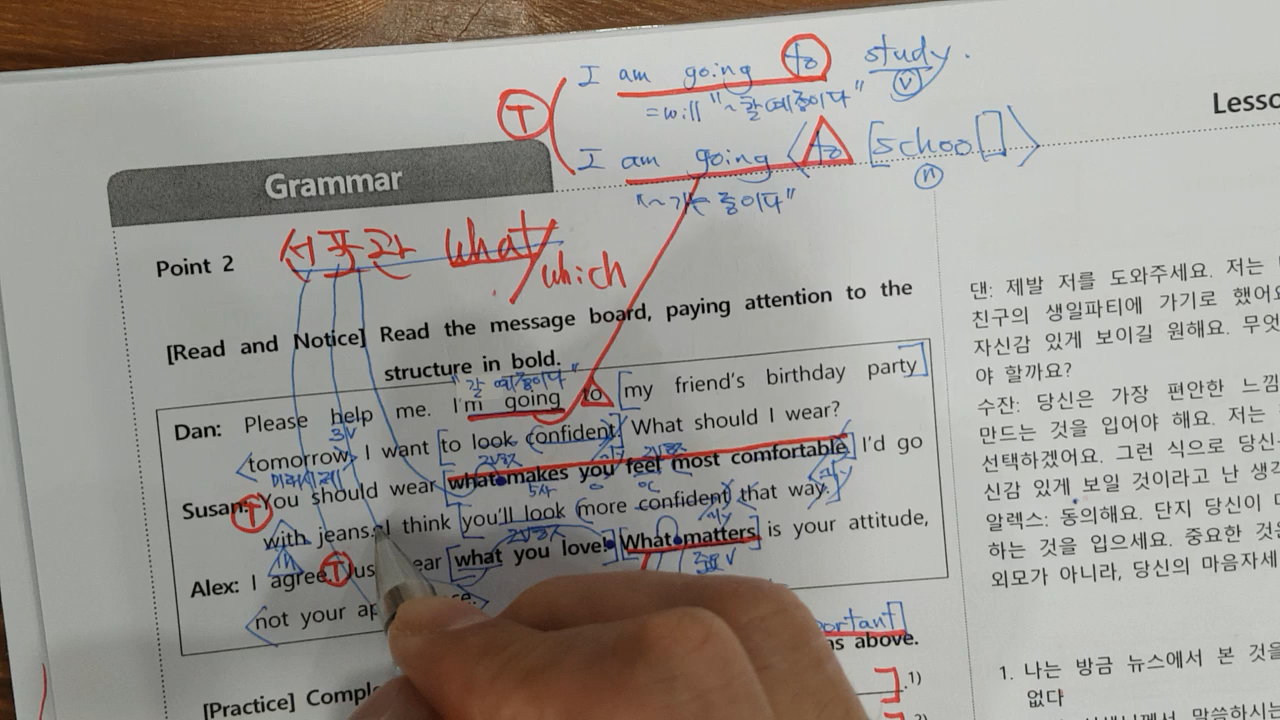 I am going to study.
=will "~할 예정이다" v
T
I am going to [school]
"~가는 중이다" n
Lesso
Grammar
Point 2
선포관 what/which
[Read and Notice] Read the message board, paying attention to the
structure in bold.
"갈 예정이다"
Dan: Please help me. I'm going to [my friend's birthday party]
<tomorrow> I want [to look confident.] What should I wear?
Susan: You should wear [what makes you feel most comfortable.] I'd go
with jeans. I think [you'll look (more confident) that way.]
Alex: I agree. ear [what you love!] [What matters] is your attitude,
<not your ap ce.
portant]
ns above.
[Practice] Comple
1)
댄: 제발 저를 도와주세요. 저는
친구의 생일파티에 가기로 했어요
자신감 있게 보이길 원해요. 무엇
야 할까요?
수잔: 당신은 가장 편안한 느낌
만드는 것을 입어야 해요. 저는
선택하겠어요. 그런 식으로 당신
신감 있게 보일 것이라고 난 생각
알렉스: 동의해요. 단지 당신이
하는 것을 입으세요. 중요한 것은
외모가 아니라, 당신의 마음자세
1. 나는 방금 뉴스에서 본 것을
없다
말씀하시는